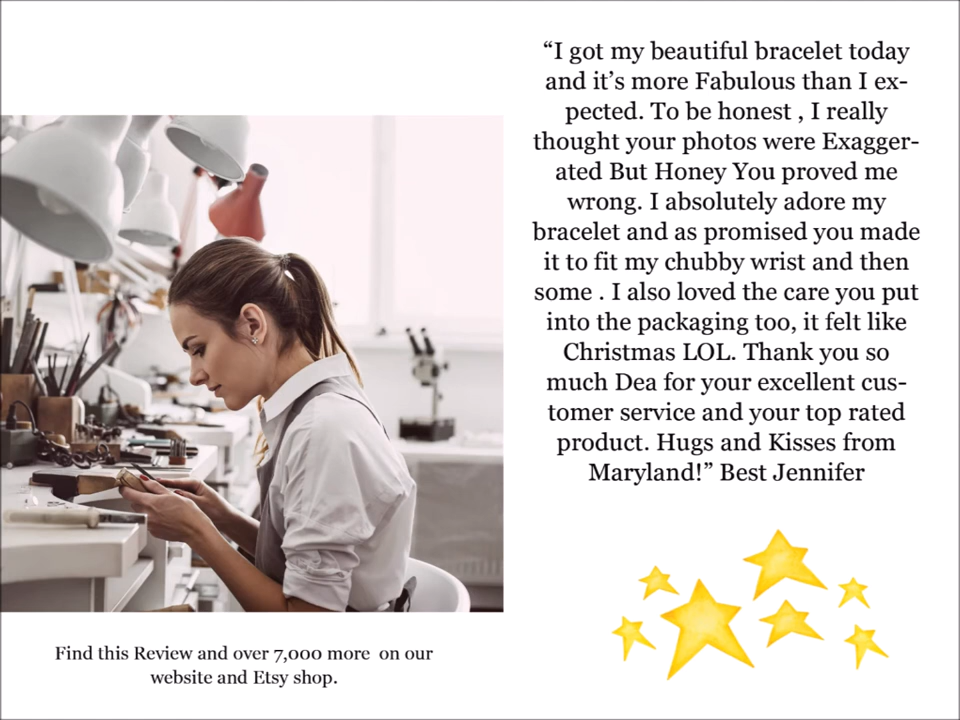 “I got my beautiful bracelet today
and it’s more Fabulous than I ex-
pected. To be honest , I really
thought your photos were Exagger-
ated But Honey You proved me
wrong. I absolutely adore my
bracelet and as promised you made
it to fit my chubby wrist and then
some . I also loved the care you put
into the packaging too, it felt like
Christmas LOL. Thank you so
much Dea for your excellent cus-
tomer service and your top rated
product. Hugs and Kisses from
Maryland!” Best Jennifer
Find this Review and over 7,000 more  on our
website and Etsy shop.